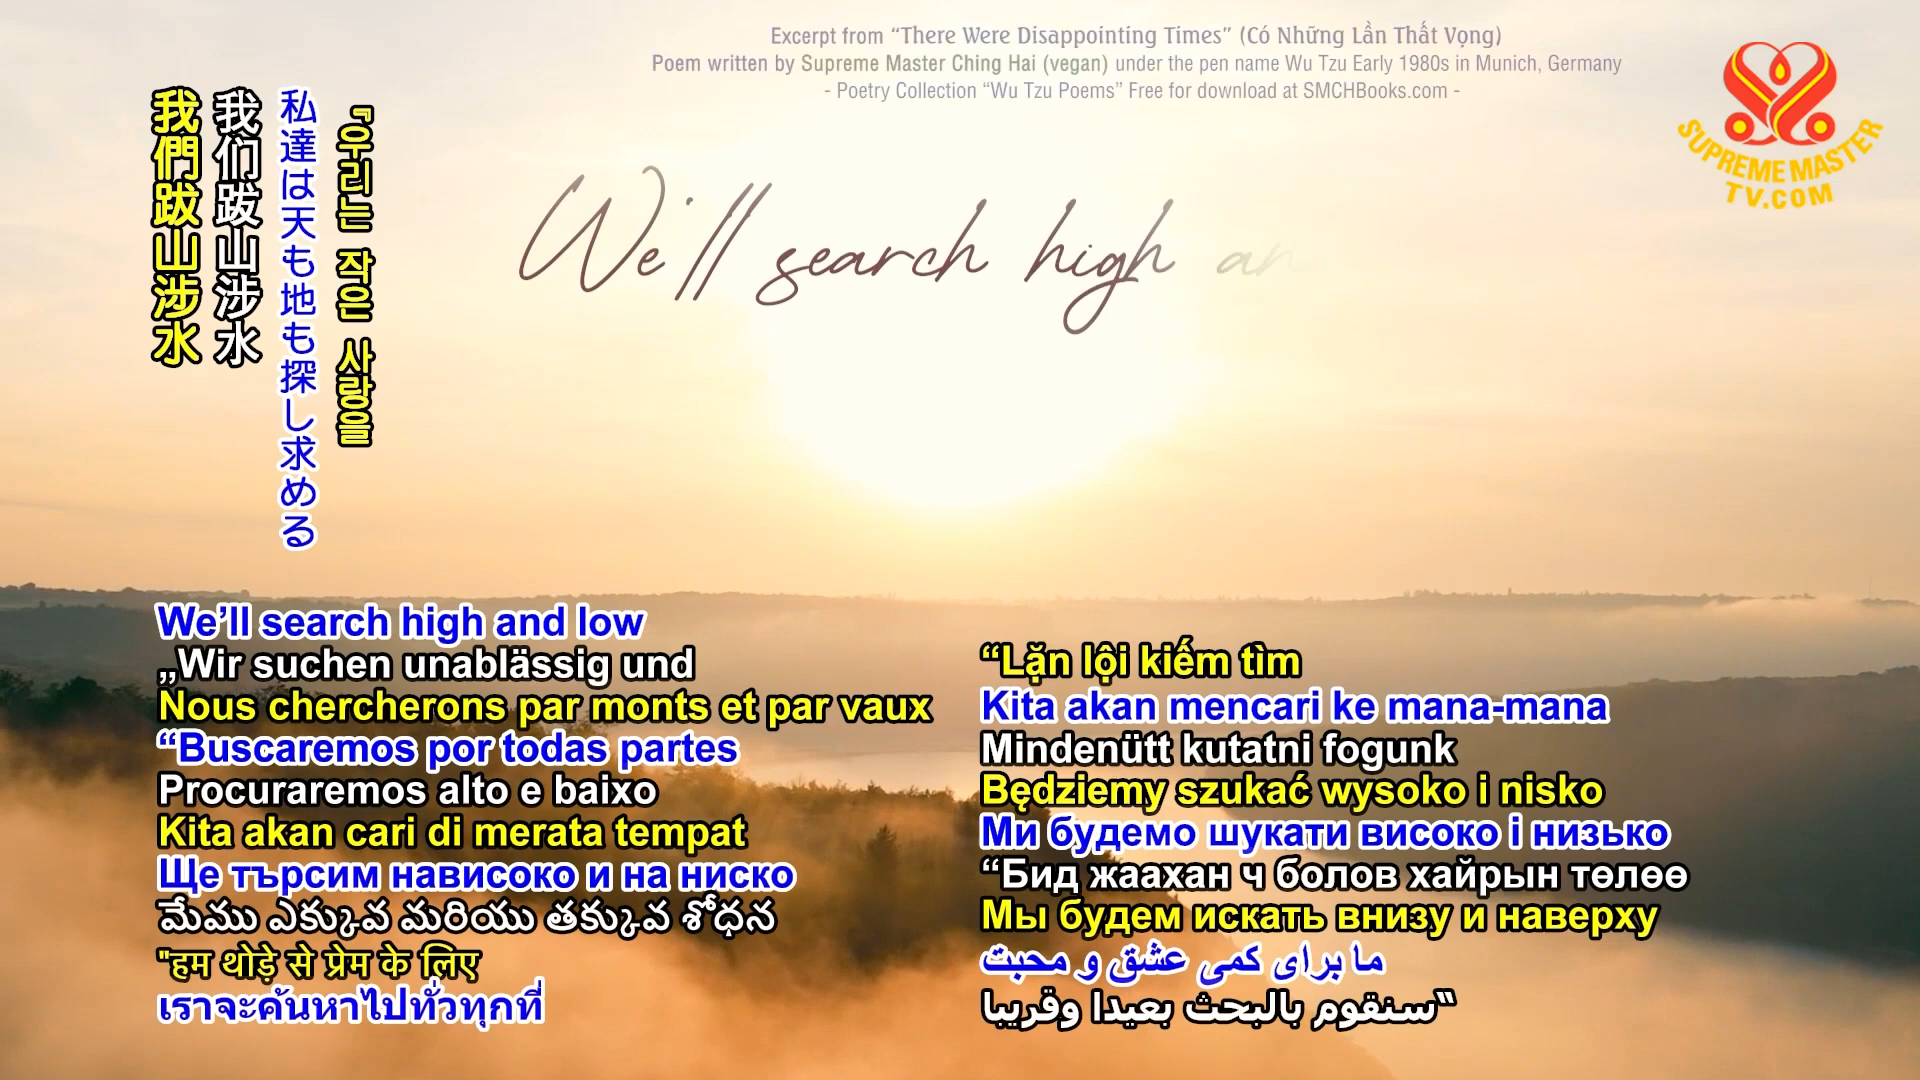 Excerpt from “There Were Disappointing Times” (Có Những Lần Thất Vọng)
Poem written by Supreme Master Ching Hai (vegan) under the pen name Wu Tzu Early 1980s in Munich, Germany
- Poetry Collection “Wu Tzu Poems” Free for download at SMCHBooks.com -
SUPREME MASTER
TV.COM
We'll search high an
『우리는 작은 사랑을
私達は天も地も探し求める
我们跋山涉水
我們跋山涉水
We’ll search high and low
„Wir suchen unablässig und
Nous chercherons par monts et par vaux
“Buscaremos por todas partes
Procuraremos alto e baixo
Kita akan cari di merata tempat
Ще търсим нависоко и на ниско
మేము ఎక్కువ మరియు తక్కువ శోధన
"हम थोड़े से प्रेम के लिए
เราจะค้นหาไปทั่วทุกที่
“Lặn lội kiếm tìm
Kita akan mencari ke mana-mana
Mindenütt kutatni fogunk
Będziemy szukać wysoko i nisko
Ми будемо шукати високо і низько
“Бид жаахан ч болов хайрын төлөө
Мы будем искать внизу и наверху
ما برای کمی عشق و محبت
“سنقوم بالبحث بعيدا وقريبا